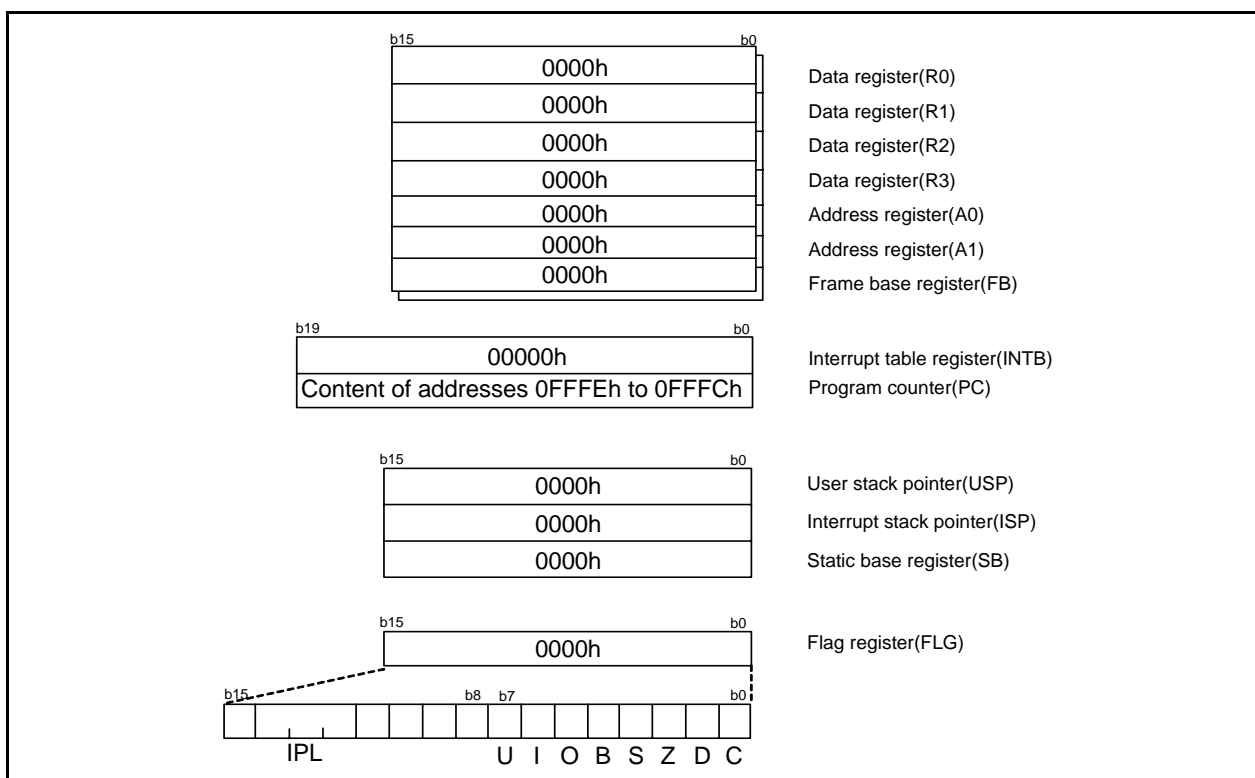 b15 b0
0000h Data register(R0)
0000h Data register(R1)
0000h Data register(R2)
0000h Data register(R3)
0000h Address register(A0)
0000h Address register(A1)
0000h Frame base register(FB)
b19 b0
00000h Interrupt table register(INTB)
Content of addresses 0FFFEh to 0FFFCh Program counter(PC)
b15 b0
0000h User stack pointer(USP)
0000h Interrupt stack pointer(ISP)
0000h Static base register(SB)
b15 b0
0000h Flag register(FLG)
b15 b8 b7 b0
IPL U I O B S Z D C